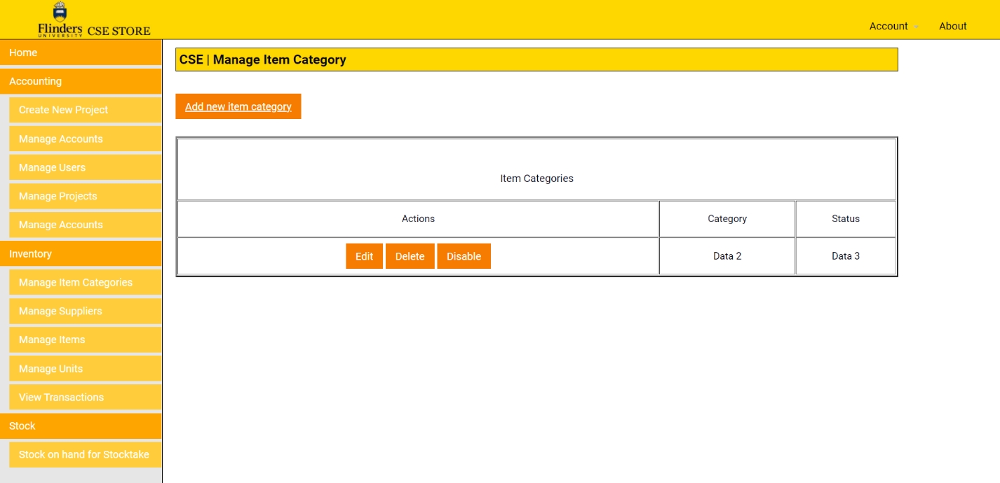 Flinders
UNIVERSITY
CSE STORE
Account
About
Home
Accounting
Create New Project
Manage Accounts
Manage Users
Manage Projects
Manage Accounts
Inventory
Manage Item Categories
Manage Suppliers
Manage Items
Manage Units
View Transactions
Stock
Stock on hand for Stocktake
CSE | Manage Item Category
Add new item category
Item Categories
Actions Category Status
Edit Delete Disable Data 2 Data 3